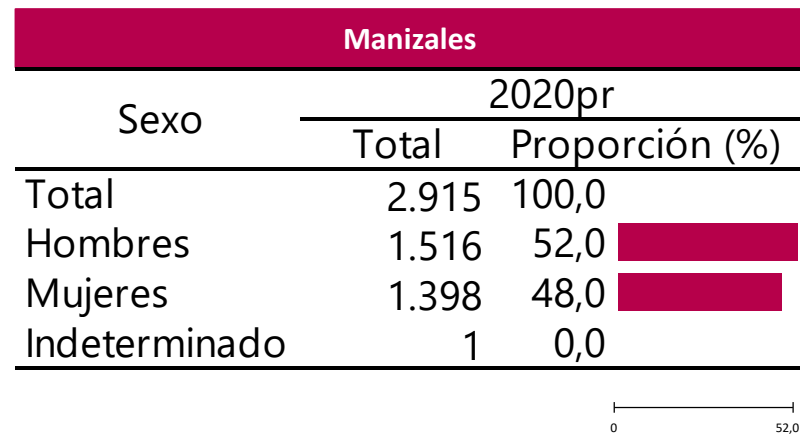 Manizales
Sexo
2020pr
Total Proporción (%)
Total 2.915 100,0
Hombres 1.516 52,0
Mujeres 1.398 48,0
Indeterminado 1 0,0
0 52,0